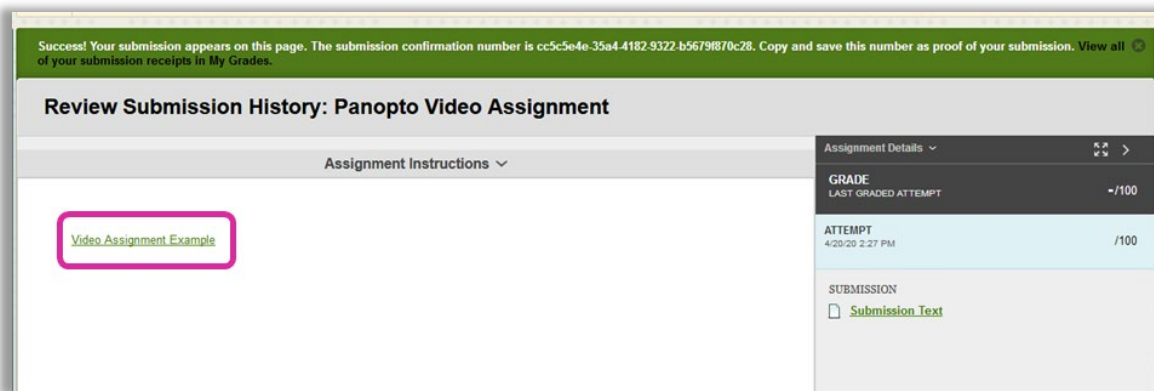 Success! Your submission appears on this page. The submission confirmation number is cc5c5e4e-35a4-4182-9322-b5679f870c28. Copy and save this number as proof of your submission. View all
of your submission receipts in My Grades.
Review Submission History: Panopto Video Assignment
Assignment Instructions
Video Assignment Example
Assignment Details
GRADE
LAST GRADED ATTEMPT
-/100
ATTEMPT
4/20/20 2:27 PM
/100
SUBMISSION
Submission Text